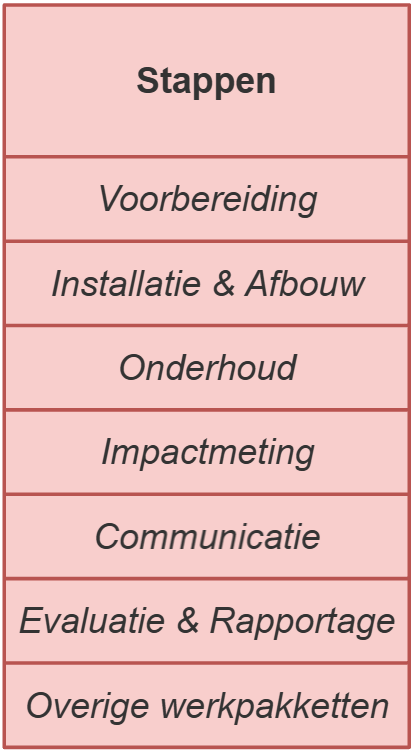 Stappen
Voorbereiding
Installatie & Afbouw
Onderhoud
Impactmeting
Communicatie
Evaluatie & Rapportage
Overige werkpakketten